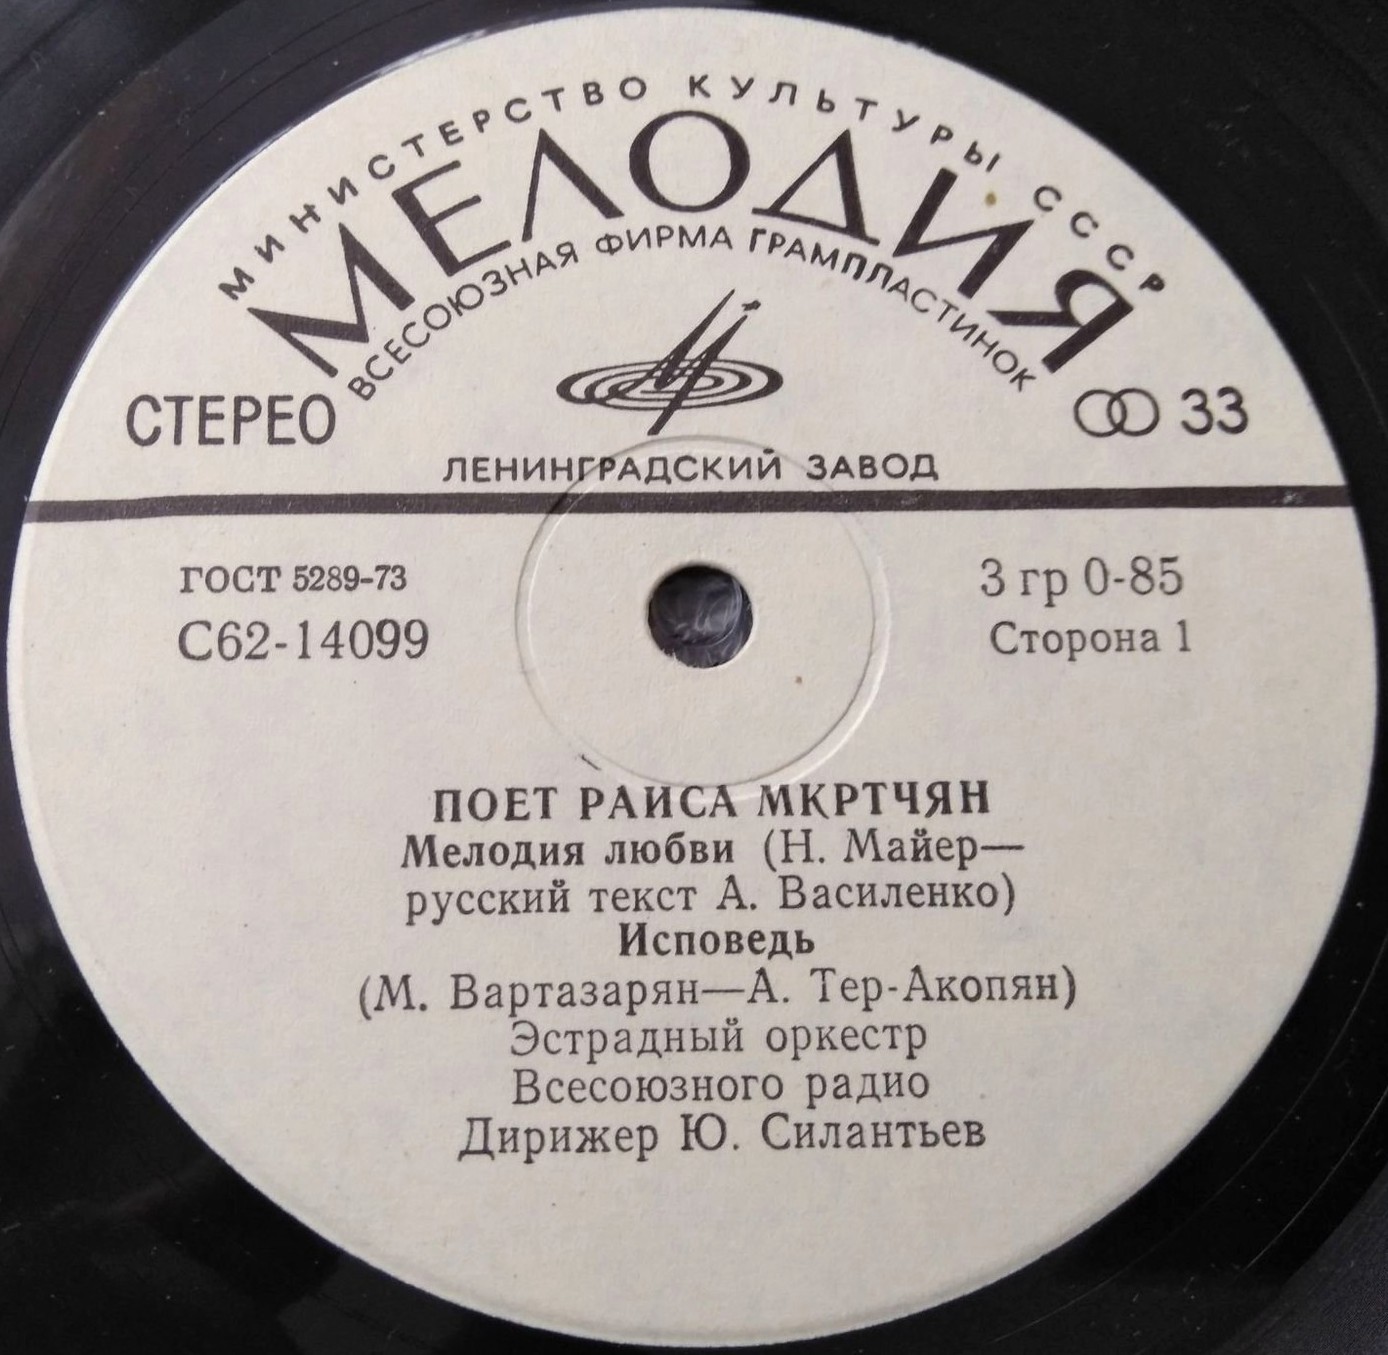 МИНИСТЕРСТВО КУЛЬТУРЫ СССР
МЕЛОДИЯ
ВСЕСОЮЗНАЯ ФИРМА ГРАМПЛАСТИНОК
СТЕРЕО 33
ЛЕНИНГРАДСКИЙ ЗАВОД
ГОСТ 5289-73 3 гр 0-85
С62-14099 Сторона 1
ПОЕТ РАИСА МКРТЧЯН
Мелодия любви (Н. Майер—
русский текст А. Василенко)
Исповедь
(М. Вартазарян—А. Тер-Акопян)
Эстрадный оркестр
Всесоюзного радио
Дирижер Ю. Силантьев